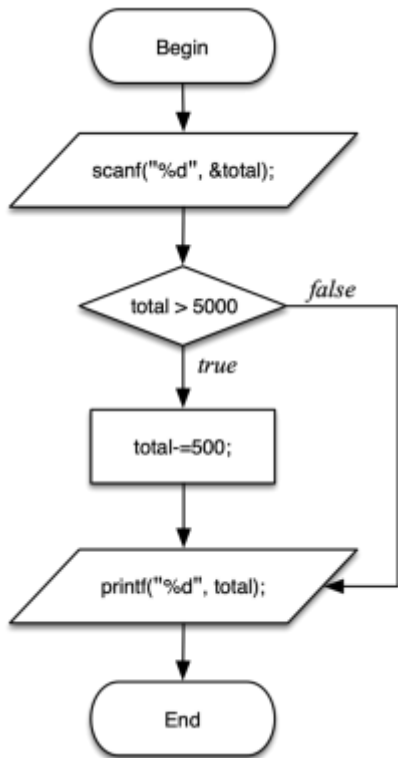 Begin
scanf("%d", &total);
total > 5000
false
true
total-=500;
printf("%d", total);
End